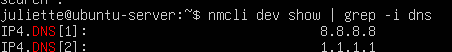 juliette@ubuntu-server:~$ nmcli dev show | grep -i dns
IP4.DNS[1]: 8.8.8.8
IP4.DNS[2]: 1.1.1.1